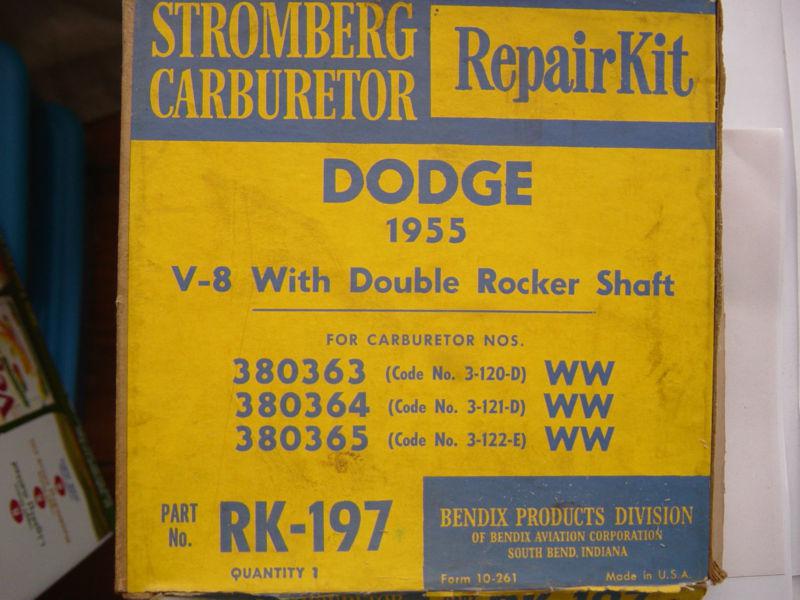 STROMBERG
CARBURETOR
RepairKit
DODGE
1955
V-8 With Double Rocker Shaft
FOR CARBURETOR NOS.
380363 (Code No. 3-120-D) WW
380364 (Code No. 3-121-D) WW
380365 (Code No. 3-122-E) WW
PART No. RK-197
QUANTITY 1
BENDIX PRODUCTS DIVISION
OF BENDIX AVIATION CORPORATION
SOUTH BEND, INDIANA
Form 10-261 Made in U.S.A.